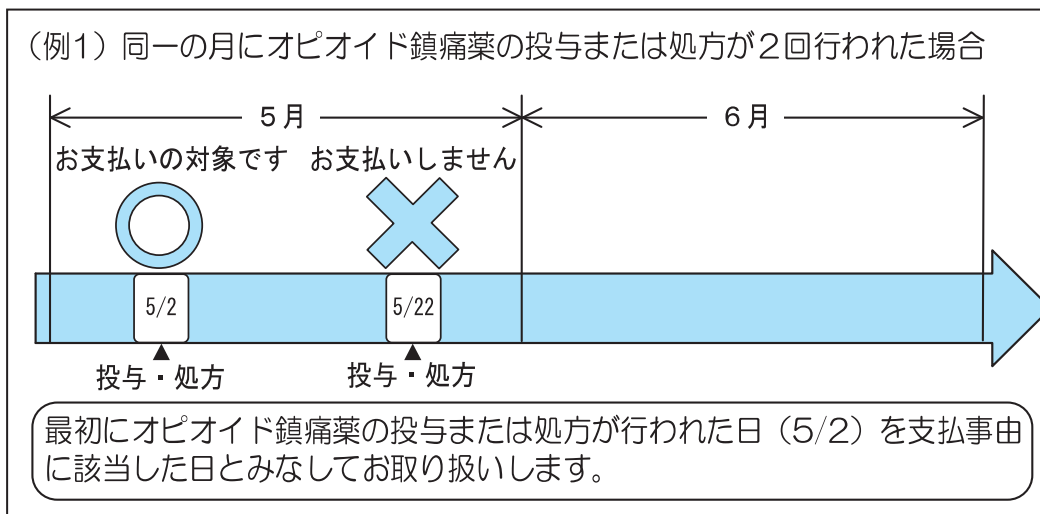 （例1）同一の月にオピオイド鎮痛薬の投与または処方が２回行われた場合
５月
６月
お支払いの対象です
お支払いしません
5/2
5/22
投与・処方
投与・処方
最初にオピオイド鎮痛薬の投与または処方が行われた日（5/2）を支払事由
に該当した日とみなしてお取り扱いします。